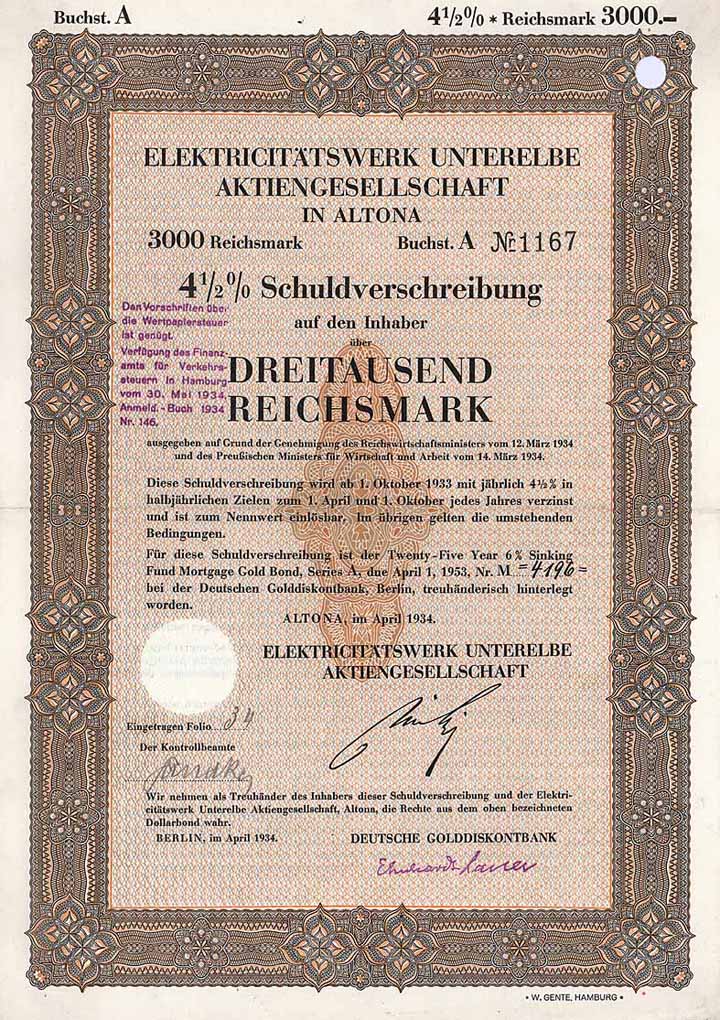 Buchst. A
4½% * Reichsmark 3000.–
ELEKTRICITÄTSWERK UNTERELBE
AKTIENGESELLSCHAFT
IN ALTONA
3000 Reichsmark Buchst. A № 1167
4½% Schuldverschreibung
auf den Inhaber
über
DREITAUSEND
REICHSMARK
Den Vorschriften über
die Wertpapiersteuer
ist genügt.
Verfügung des Finanz-
amts für Verkehrs-
steuern in Hamburg
vom 30. Mai 1934
Anmeld.-Buch 1934
Nr. 146.
ausgegeben auf Grund der Genehmigung des Reichswirtschaftsministers vom 12. März 1934
und des Preußischen Ministers für Wirtschaft und Arbeit vom 14. März 1934.
Diese Schuldverschreibung wird ab 1. Oktober 1933 mit jährlich 4½% in
halbjährlichen Zielen zum 1. April und 1. Oktober jedes Jahres verzinst
und ist zum Nennwert einlösbar. Im übrigen gelten die umstehenden
Bedingungen.
Für diese Schuldverschreibung ist der Twenty-Five Year 6% Sinking
Fund Mortgage Gold Bond, Series A, due April 1, 1953, Nr. M =4196=
bei der Deutschen Golddiskontbank, Berlin, treuhänderisch hinterlegt
worden.
ALTONA, im April 1934.
ELEKTRICITÄTSWERK UNTERELBE
AKTIENGESELLSCHAFT
Eingetragen Folio 34
Der Kontrollbeamte
Wir nehmen als Treuhänder des Inhabers dieser Schuldverschreibung und der Elektri-
citätswerk Unterelbe Aktiengesellschaft, Altona, die Rechte aus dem oben bezeichneten
Dollarbond wahr.
BERLIN, im April 1934.
DEUTSCHE GOLDDISKONTBANK
* W. GENTE, HAMBURG *